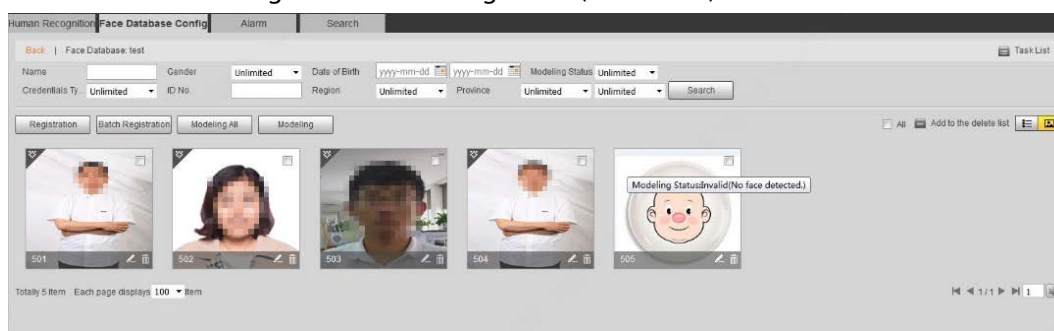 Human Recognition Face Database Config Alarm Search
Back | Face Database: test Task List
Name Gender Unlimited Date of Birth yyyy-mm-dd yyyy-mm-dd Modeling Status Unlimited
Credentials Ty... Unlimited ID No. Region Unlimited Province Unlimited Unlimited Search
Registration Batch Registration Modeling All Modeling All Add to the delete list
Modeling Status:Invalid(No face detected.)
501 502 503 504 505
Totally 5 Item Each page displays 100 Item 1/1 1